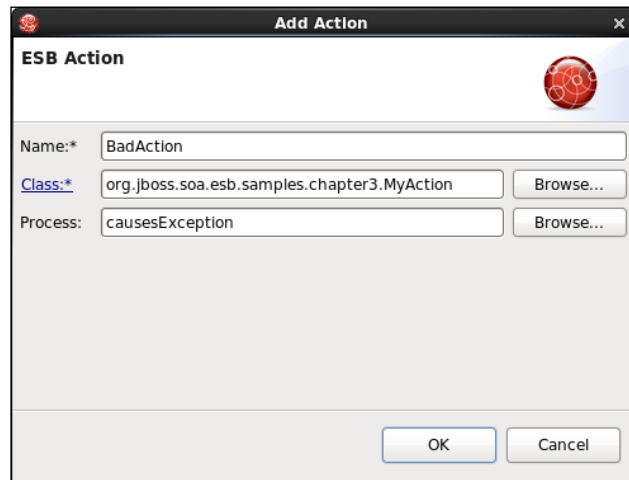 Add Action
ESB Action
Name:* BadAction
Class:* org.jboss.soa.esb.samples.chapter3.MyAction Browse...
Process: causesException Browse...
OK Cancel